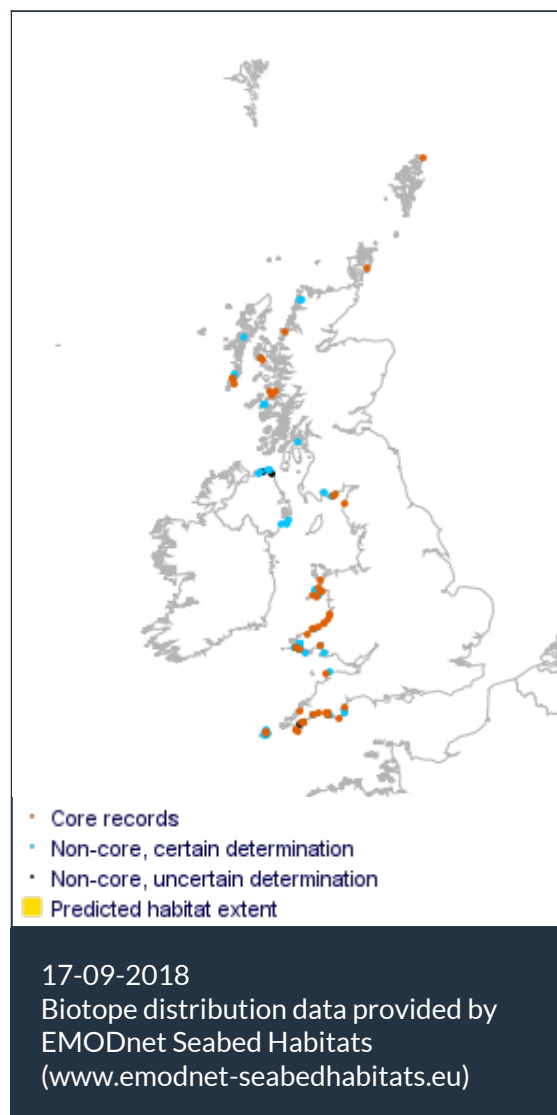 Core records
Non-core, certain determination
Non-core, uncertain determination
Predicted habitat extent
17-09-2018
Biotope distribution data provided by
EMODnet Seabed Habitats
(www.emodnet-seabedhabitats.eu)